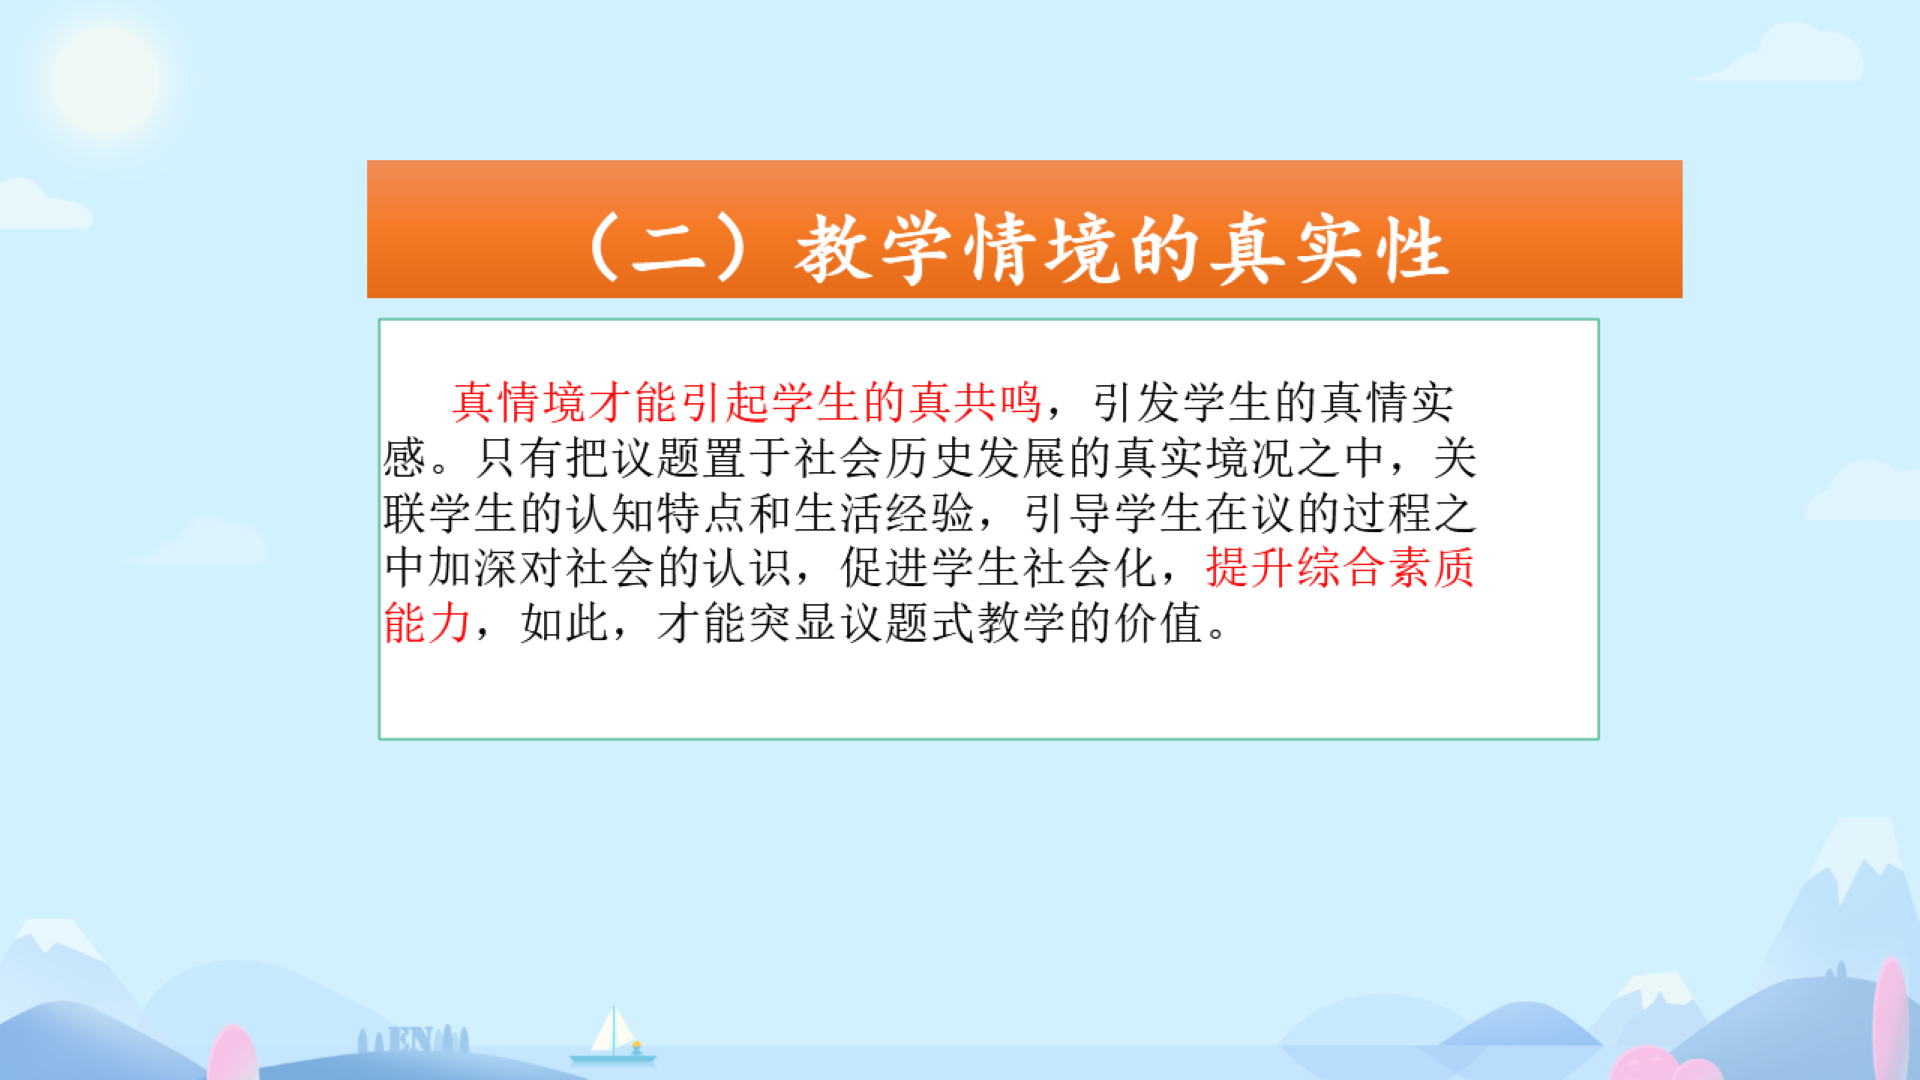 （二）教学情境的真实性
真情境才能引起学生的真共鸣，引发学生的真情实
感。只有把议题置于社会历史发展的真实境况之中，关
联学生的认知特点和生活经验，引导学生在议的过程之
中加深对社会的认识，促进学生社会化，提升综合素质
能力，如此，才能突显议题式教学的价值。
EN